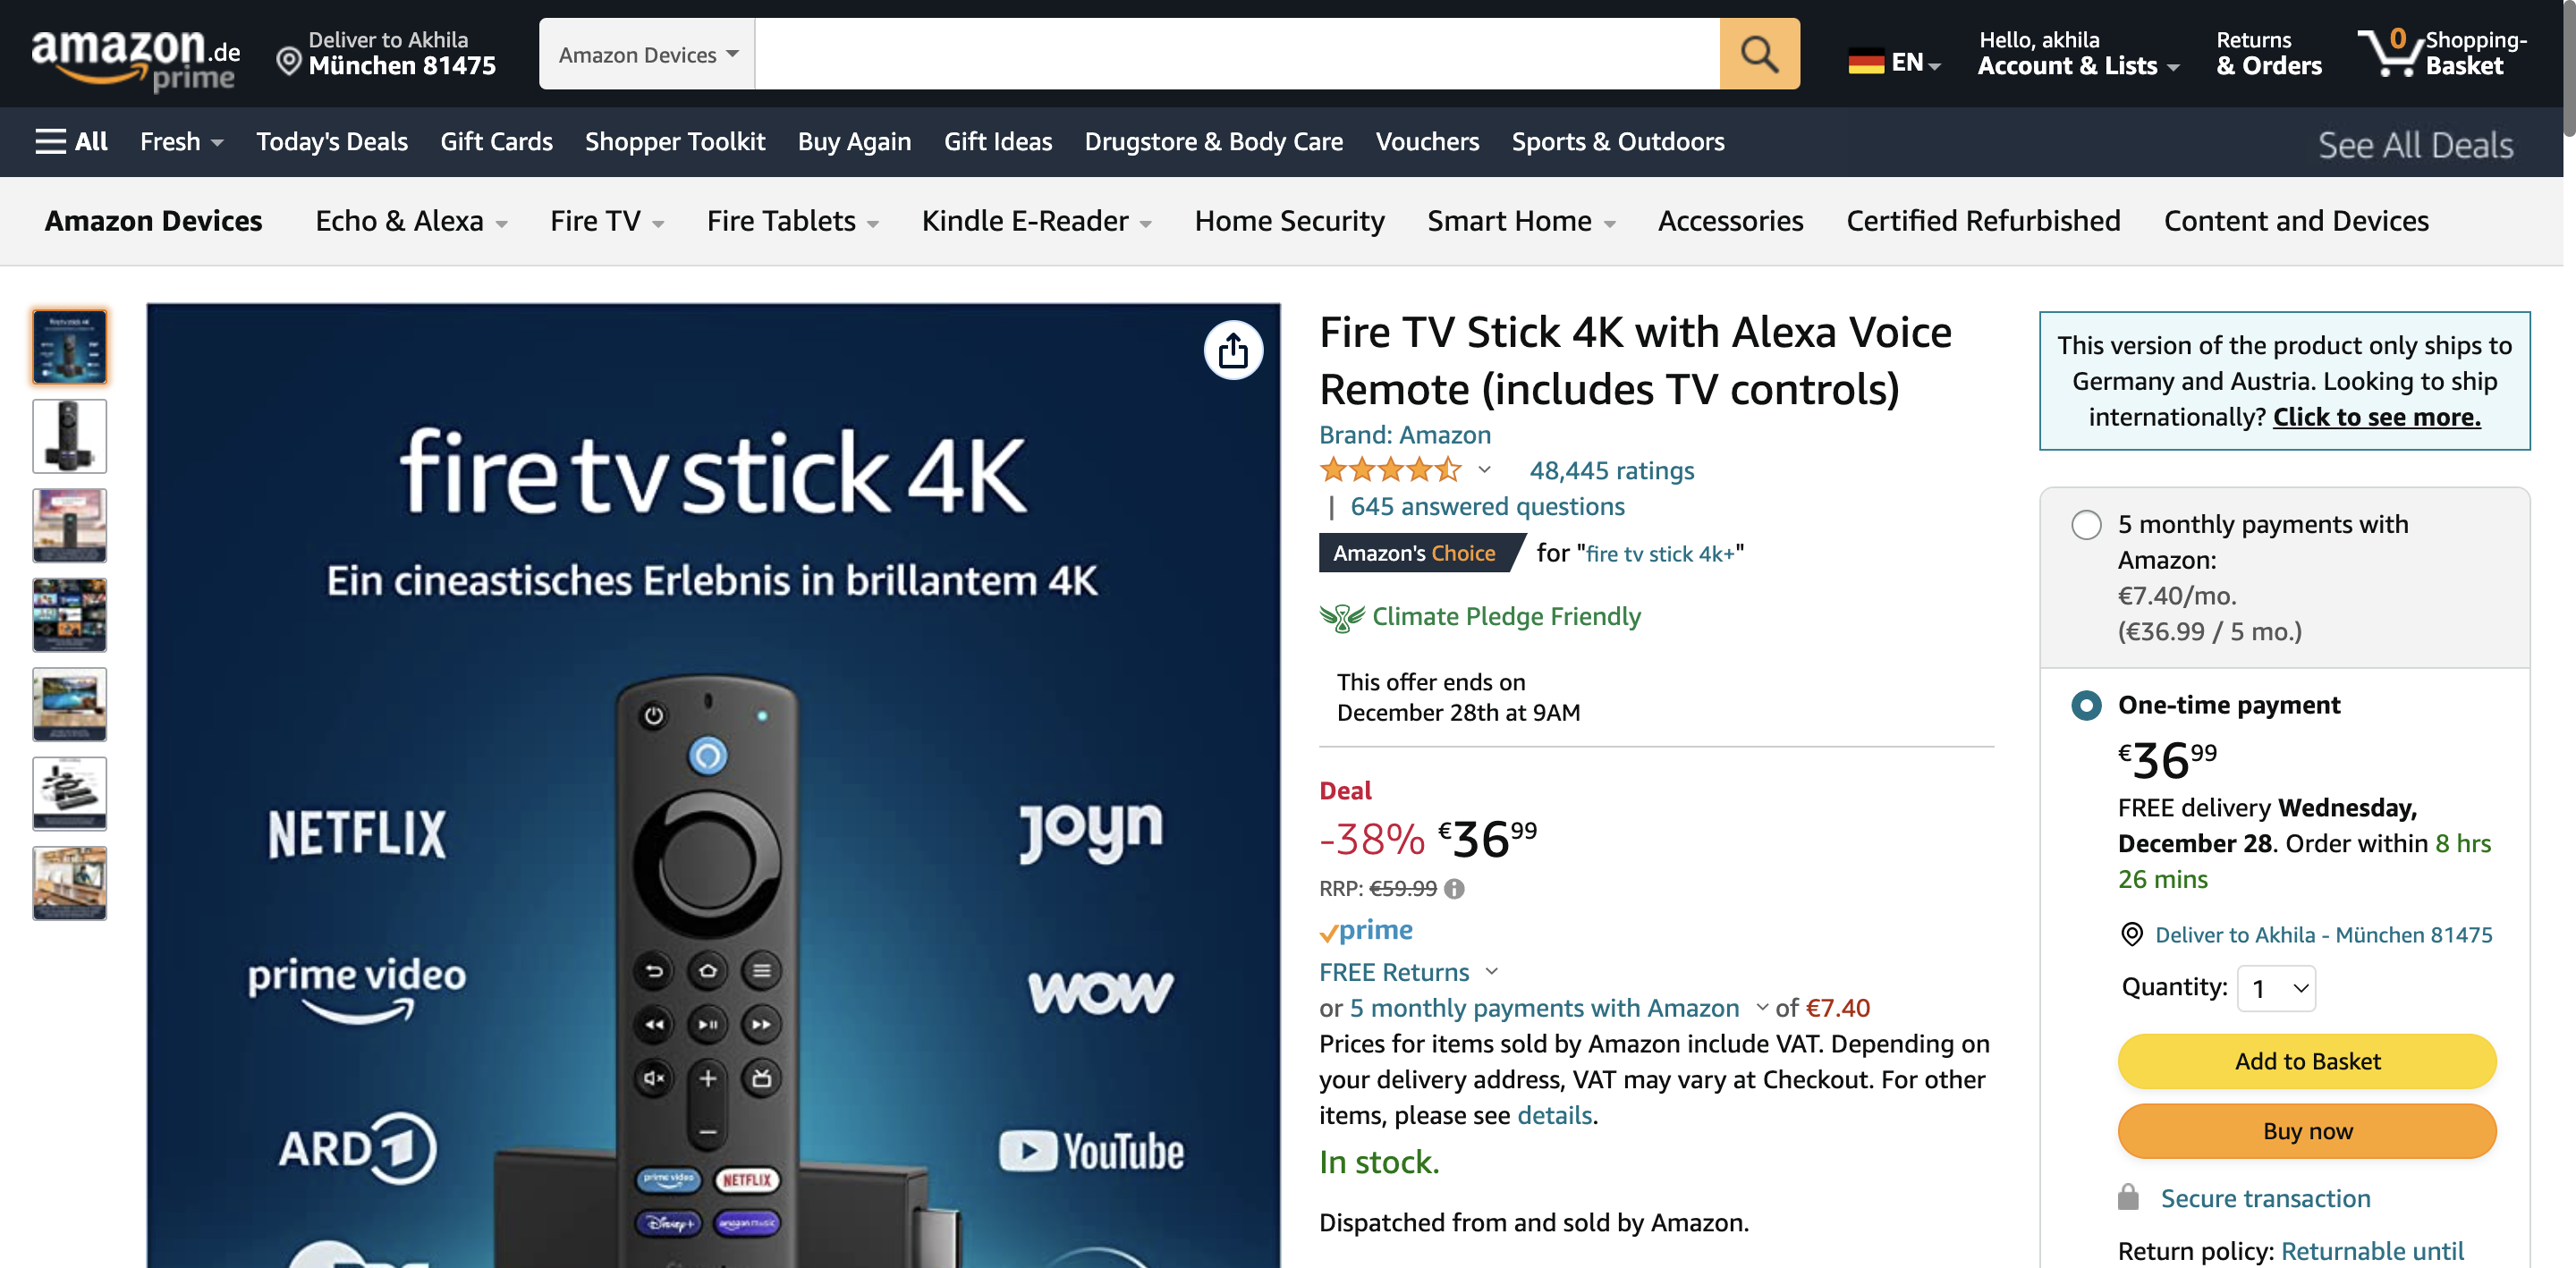 amazon.de
prime
Deliver to Akhila
München 81475
Amazon Devices
EN
Hello, akhila
Account & Lists
Returns
& Orders
0
Shopping-
Basket
All
Fresh
Today's Deals
Gift Cards
Shopper Toolkit
Buy Again
Gift Ideas
Drugstore & Body Care
Vouchers
Sports & Outdoors
See All Deals
Amazon Devices
Echo & Alexa
Fire TV
Fire Tablets
Kindle E-Reader
Home Security
Smart Home
Accessories
Certified Refurbished
Content and Devices
fire tv stick 4K
Ein cineastisches Erlebnis in brillantem 4K
NETFLIX
joyn
prime video
wow
ARD 1
YouTube
prime video
NETFLIX
Disney+
amazon music
Fire TV Stick 4K with Alexa Voice
Remote (includes TV controls)
Brand: Amazon
48,445 ratings
| 645 answered questions
Amazon's Choice for "fire tv stick 4k+"
Climate Pledge Friendly
This offer ends on
December 28th at 9AM
Deal
-38% €36 99
RRP: €59.99
prime
FREE Returns
or 5 monthly payments with Amazon of €7.40
Prices for items sold by Amazon include VAT. Depending on
your delivery address, VAT may vary at Checkout. For other
items, please see details.
In stock.
Dispatched from and sold by Amazon.
This version of the product only ships to
Germany and Austria. Looking to ship
internationally? Click to see more.
5 monthly payments with
Amazon:
€7.40/mo.
(€36.99 / 5 mo.)
One-time payment
€36 99
FREE delivery Wednesday,
December 28. Order within 8 hrs
26 mins
Deliver to Akhila - München 81475
Quantity: 1
Add to Basket
Buy now
Secure transaction
Return policy: Returnable until